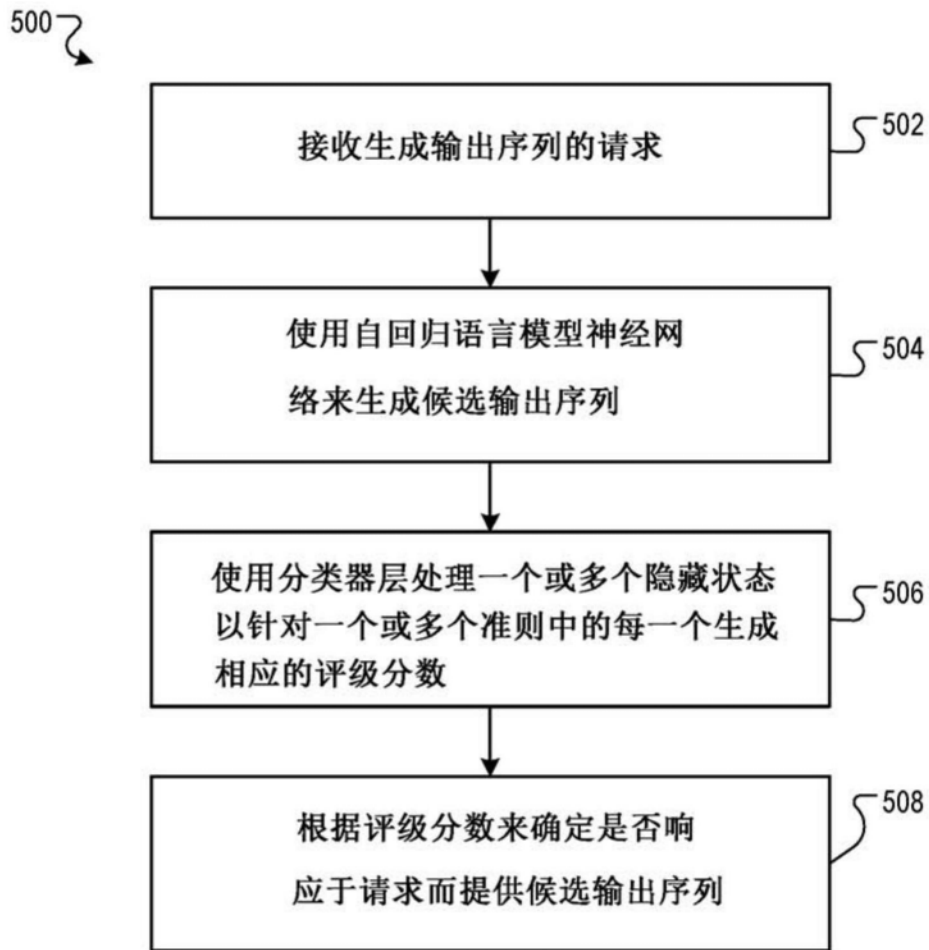 500
接收生成输出序列的请求
502
使用自回归语言模型神经网
络来生成候选输出序列
504
使用分类器层处理一个或多个隐藏状态
以针对一个或多个准则中的每一个生成
相应的评级分数
506
根据评级分数来确定是否响
应于请求而提供候选输出序列
508